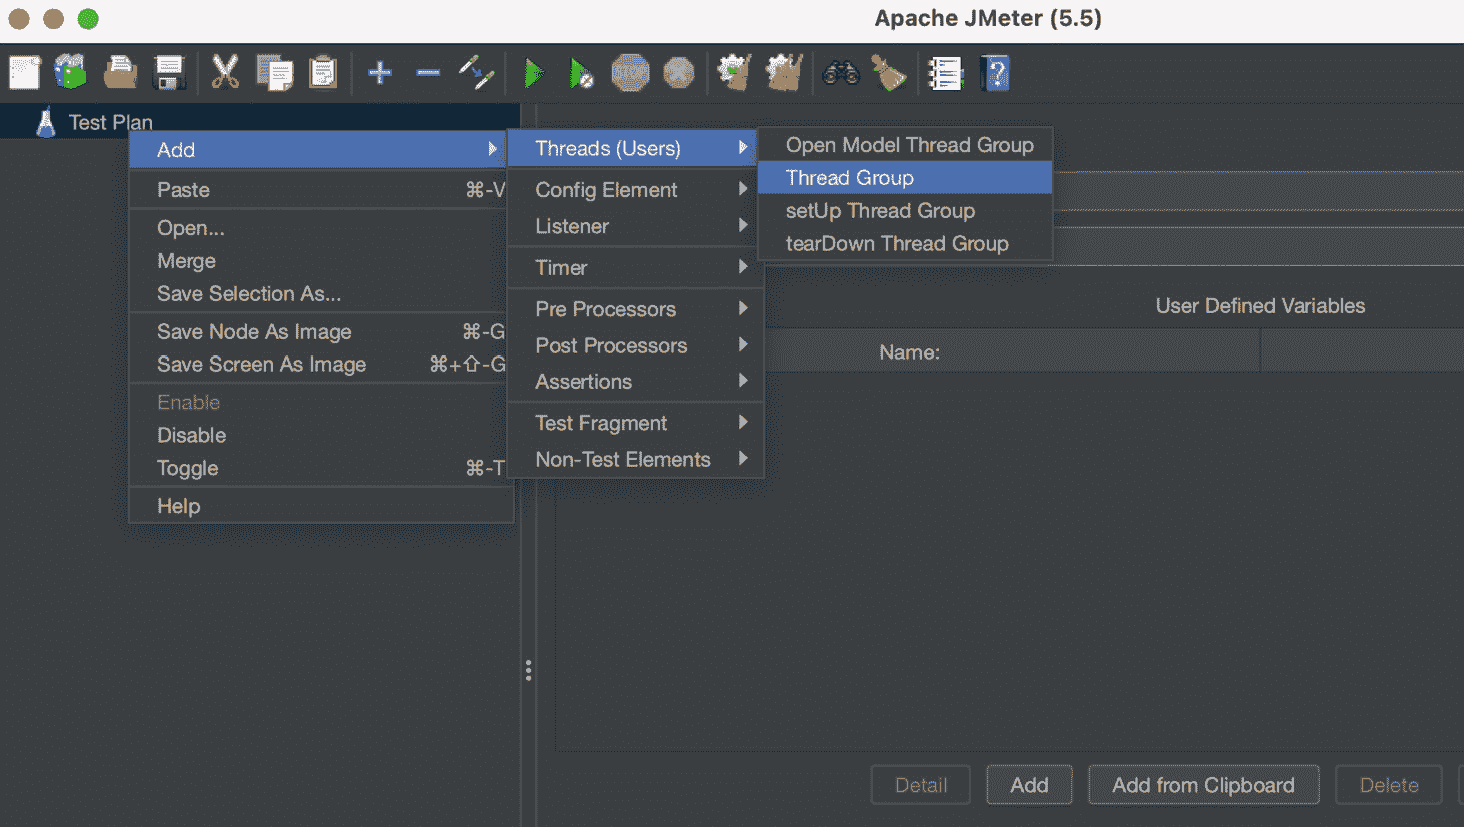 Apache JMeter (5.5)
Test Plan
Add
Paste ⌘-V
Open...
Merge
Save Selection As...
Save Node As Image ⌘-G
Save Screen As Image ⌘+⇧-G
Enable
Disable
Toggle ⌘-T
Help
Threads (Users)
Config Element
Listener
Timer
Pre Processors
Post Processors
Assertions
Test Fragment
Non-Test Elements
Open Model Thread Group
Thread Group
setUp Thread Group
tearDown Thread Group
User Defined Variables
Name:
Detail Add Add from Clipboard Delete